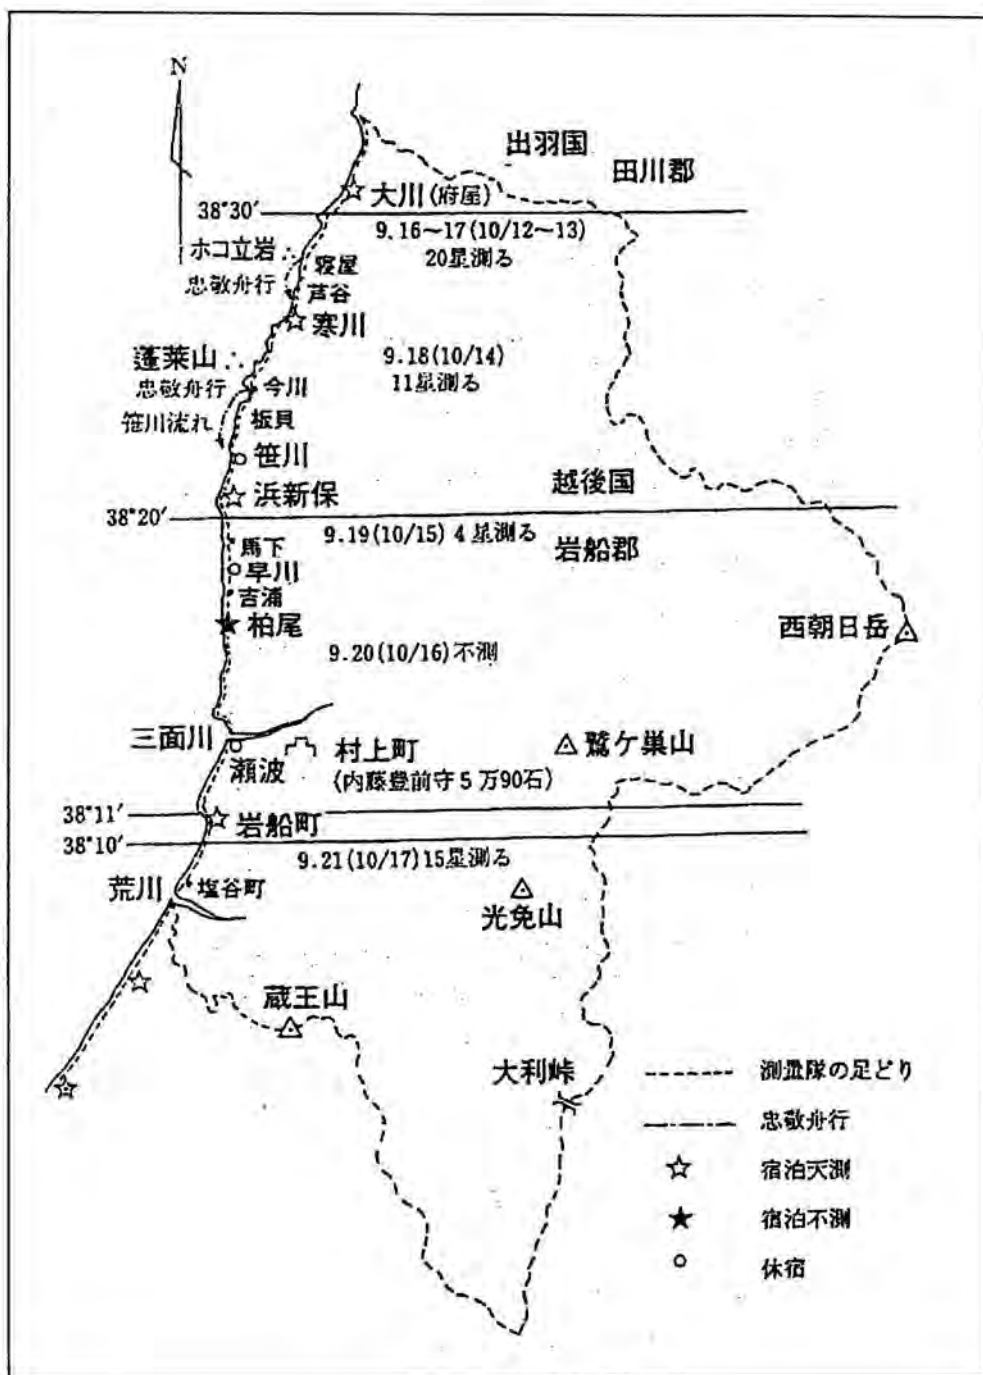 N
出羽国
田川郡
大川(府屋)
38°30′
9.16〜17(10/12〜13)
20星測る
ホコ立岩
寝屋
忠敬舟行
芦谷
寒川
9.18(10/14)
11星測る
蓬萊山
忠敬舟行
今川
笹川流れ
板貝
笹川
浜新保
越後国
38°20′
9.19(10/15)4星測る
岩船郡
馬下
早川
吉浦
柏尾
西朝日岳
9.20(10/16)不測
三面川
瀬波
村上町
(内藤豊前守5万90石)
鷲ケ巣山
38°11′
岩船町
38°10′
9.21(10/17)15星測る
荒川
塩谷町
光兔山
蔵王山
大利峠
測量隊の足どり
忠敬舟行
宿泊天測
宿泊不測
休宿